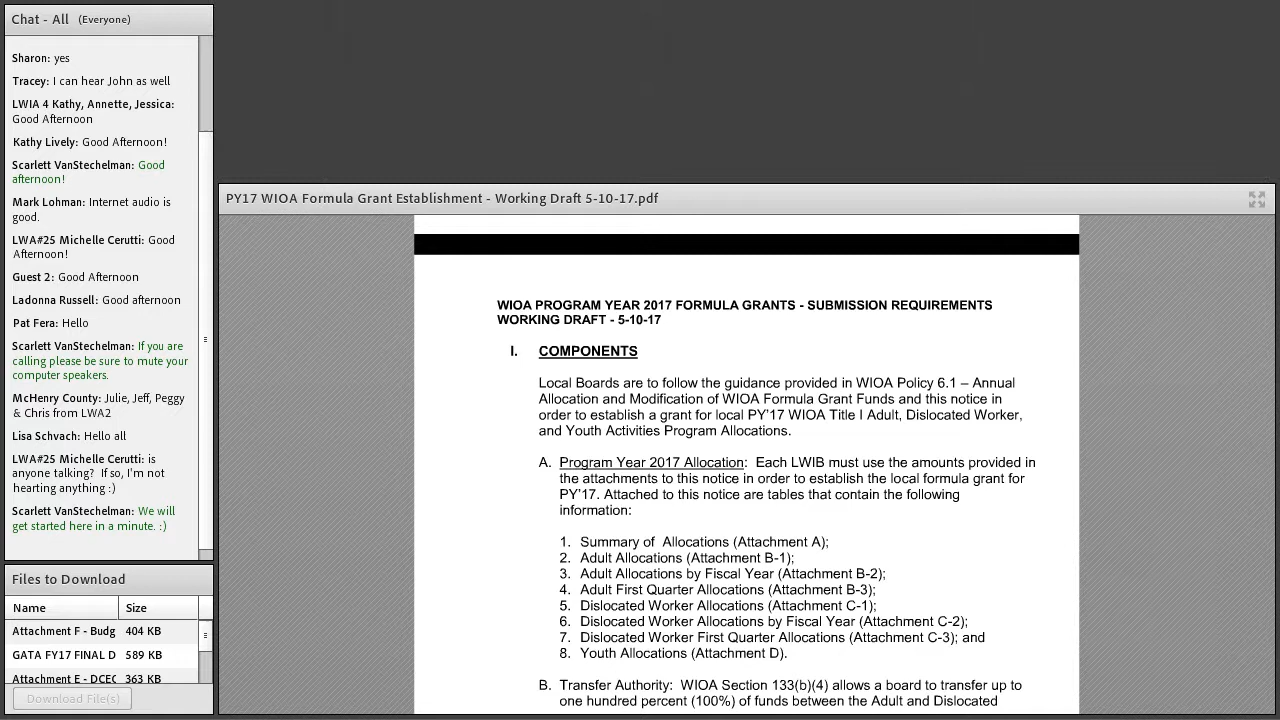 Chat - All (Everyone)
Sharon: yes
Tracey: I can hear John as well
LWIA 4 Kathy, Annette, Jessica:
Good Afternoon
Kathy Lively: Good Afternoon!
Scarlett VanStechelman: Good
afternoon!
Mark Lohman: Internet audio is
good.
LWA#25 Michelle Cerutti: Good
Afternoon!
Guest 2: Good Afternoon
Ladonna Russell: Good afternoon
Pat Fera: Hello
Scarlett VanStechelman: If you are
calling please be sure to mute your
computer speakers.
McHenry County: Julie, Jeff, Peggy
& Chris from LWA2
Lisa Schvach: Hello all
LWA#25 Michelle Cerutti: is
anyone talking? If so, I'm not
hearting anything :)
Scarlett VanStechelman: We will
get started here in a minute. :)
Files to Download
Name Size
Attachment F - Budg 404 KB
GATA FY17 FINAL D 589 KB
Attachment E - DCEC 363 KB
Download File(s)
PY17 WIOA Formula Grant Establishment - Working Draft 5-10-17.pdf
WIOA PROGRAM YEAR 2017 FORMULA GRANTS - SUBMISSION REQUIREMENTS
WORKING DRAFT - 5-10-17
I. COMPONENTS
Local Boards are to follow the guidance provided in WIOA Policy 6.1 – Annual
Allocation and Modification of WIOA Formula Grant Funds and this notice in
order to establish a grant for local PY'17 WIOA Title I Adult, Dislocated Worker,
and Youth Activities Program Allocations.
A. Program Year 2017 Allocation: Each LWIB must use the amounts provided in
the attachments to this notice in order to establish the local formula grant for
PY'17. Attached to this notice are tables that contain the following
information:
1. Summary of Allocations (Attachment A);
2. Adult Allocations (Attachment B-1);
3. Adult Allocations by Fiscal Year (Attachment B-2);
4. Adult First Quarter Allocations (Attachment B-3);
5. Dislocated Worker Allocations (Attachment C-1);
6. Dislocated Worker Allocations by Fiscal Year (Attachment C-2);
7. Dislocated Worker First Quarter Allocations (Attachment C-3); and
8. Youth Allocations (Attachment D).
B. Transfer Authority: WIOA Section 133(b)(4) allows a board to transfer up to
one hundred percent (100%) of funds between the Adult and Dislocated